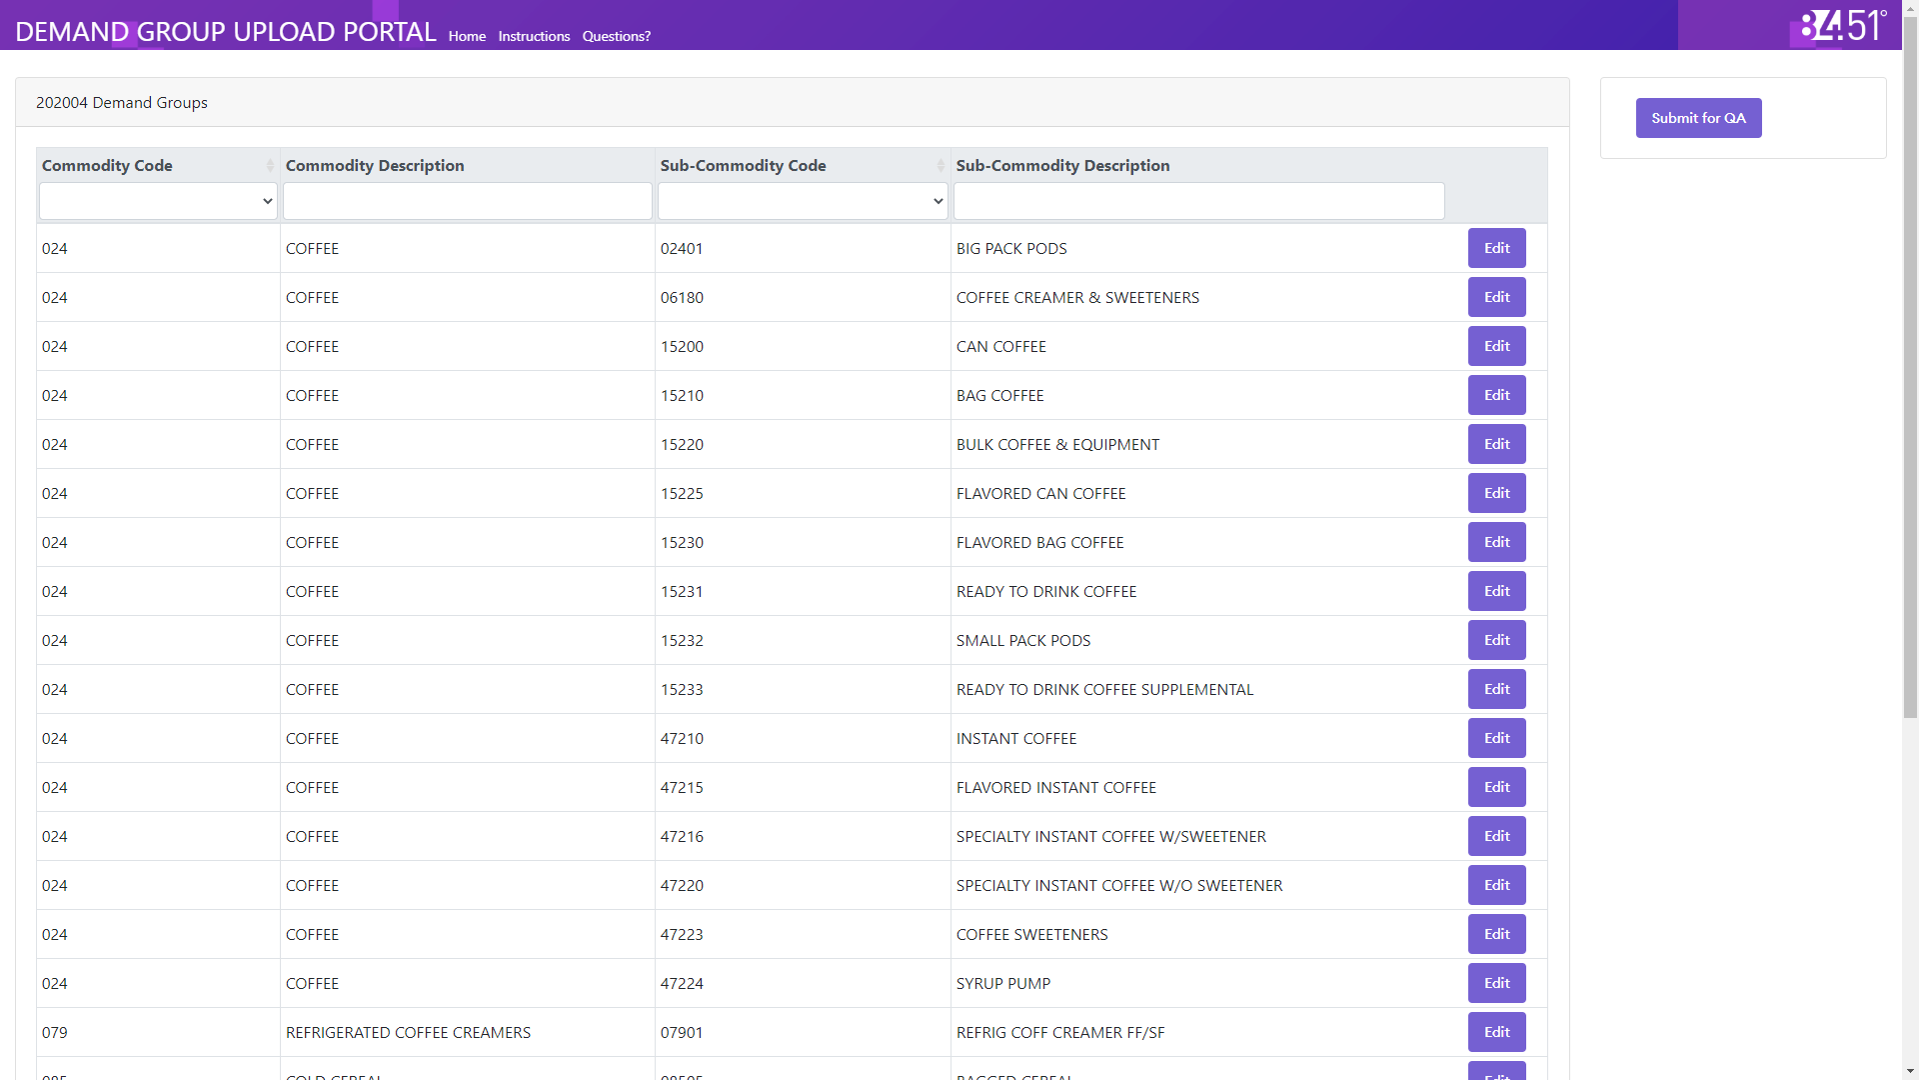 DEMAND GROUP UPLOAD PORTAL Home Instructions Questions? 84.51°
202004 Demand Groups
Submit for QA
Commodity Code Commodity Description Sub-Commodity Code Sub-Commodity Description
024 COFFEE 02401 BIG PACK PODS Edit
024 COFFEE 06180 COFFEE CREAMER & SWEETENERS Edit
024 COFFEE 15200 CAN COFFEE Edit
024 COFFEE 15210 BAG COFFEE Edit
024 COFFEE 15220 BULK COFFEE & EQUIPMENT Edit
024 COFFEE 15225 FLAVORED CAN COFFEE Edit
024 COFFEE 15230 FLAVORED BAG COFFEE Edit
024 COFFEE 15231 READY TO DRINK COFFEE Edit
024 COFFEE 15232 SMALL PACK PODS Edit
024 COFFEE 15233 READY TO DRINK COFFEE SUPPLEMENTAL Edit
024 COFFEE 47210 INSTANT COFFEE Edit
024 COFFEE 47215 FLAVORED INSTANT COFFEE Edit
024 COFFEE 47216 SPECIALTY INSTANT COFFEE W/SWEETENER Edit
024 COFFEE 47220 SPECIALTY INSTANT COFFEE W/O SWEETENER Edit
024 COFFEE 47223 COFFEE SWEETENERS Edit
024 COFFEE 47224 SYRUP PUMP Edit
079 REFRIGERATED COFFEE CREAMERS 07901 REFRIG COFF CREAMER FF/SF Edit
COLD CEREAL BAGGED CEREAL Edit